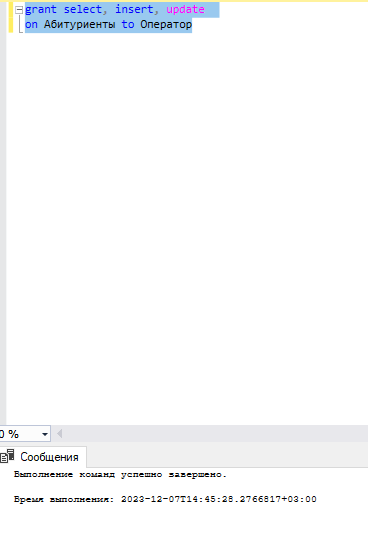 grant select, insert, update
on Абитуриенты to Оператор
0 %
Сообщения
Выполнение команд успешно завершено.
Время выполнения: 2023-12-07T14:45:28.2766817+03:00